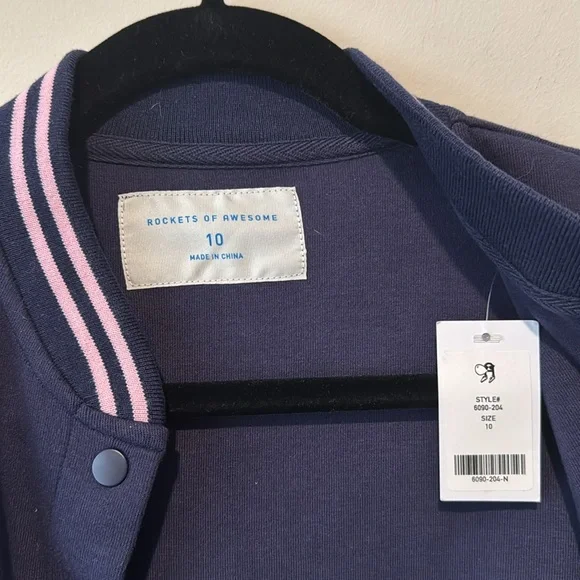 ROCKETS OF AWESOME
10
MADE IN CHINA
STYLE#
6090-204
SIZE
10
6090-204-N